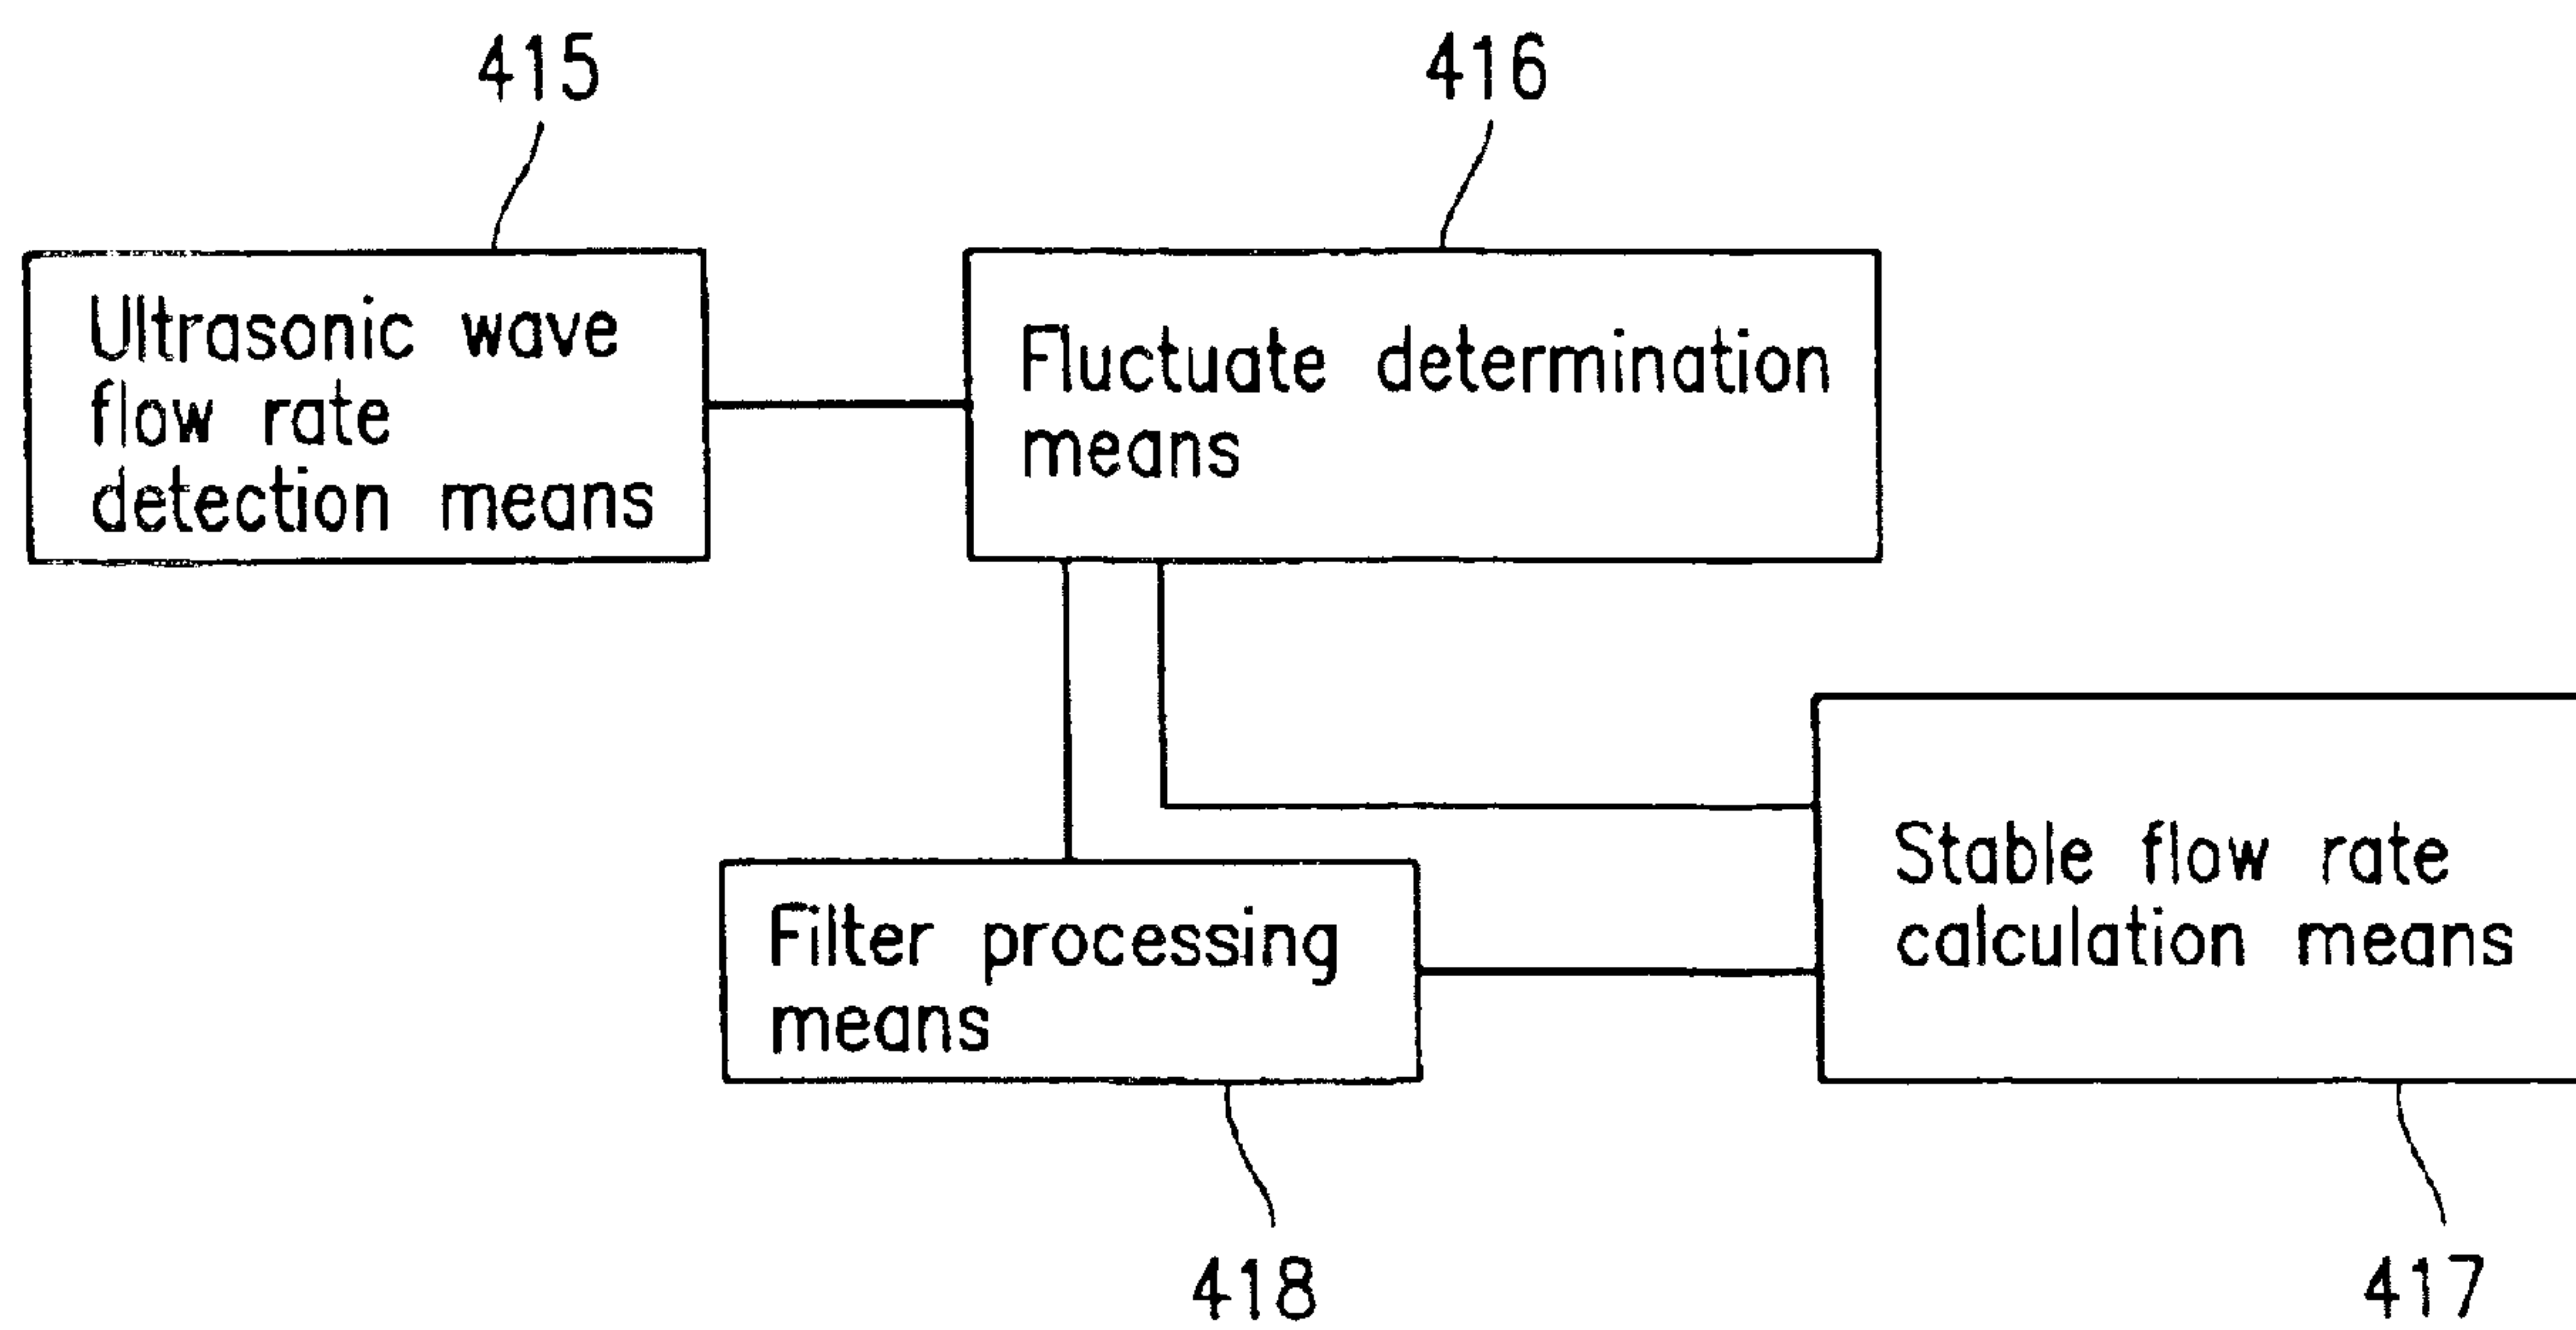 415
416
Ultrasonic wave
flow rate
detection means
Fluctuate determination
means
Stable flow rate
calculation means
Filter processing
means
418
417